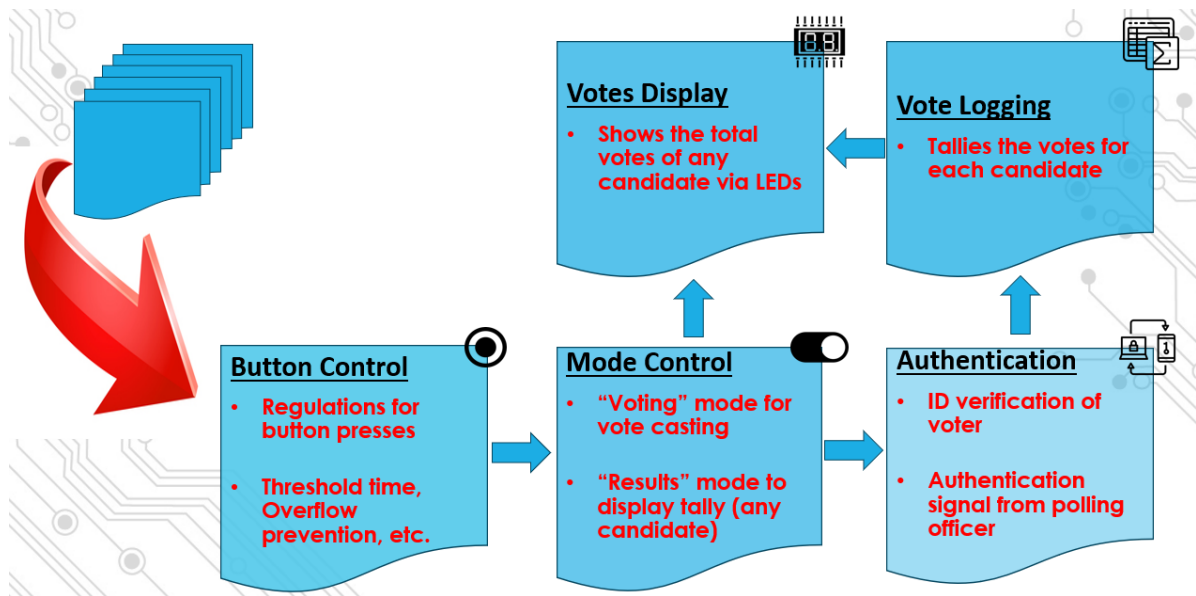 Votes Display
• Shows the total
votes of any
candidate via LEDs
Vote Logging
• Tallies the votes for
each candidate
Button Control
• Regulations for
button presses
• Threshold time,
Overflow
prevention, etc.
Mode Control
• “Voting” mode for
vote casting
• “Results” mode to
display tally (any
candidate)
Authentication
• ID verification of
voter
• Authentication
signal from polling
officer